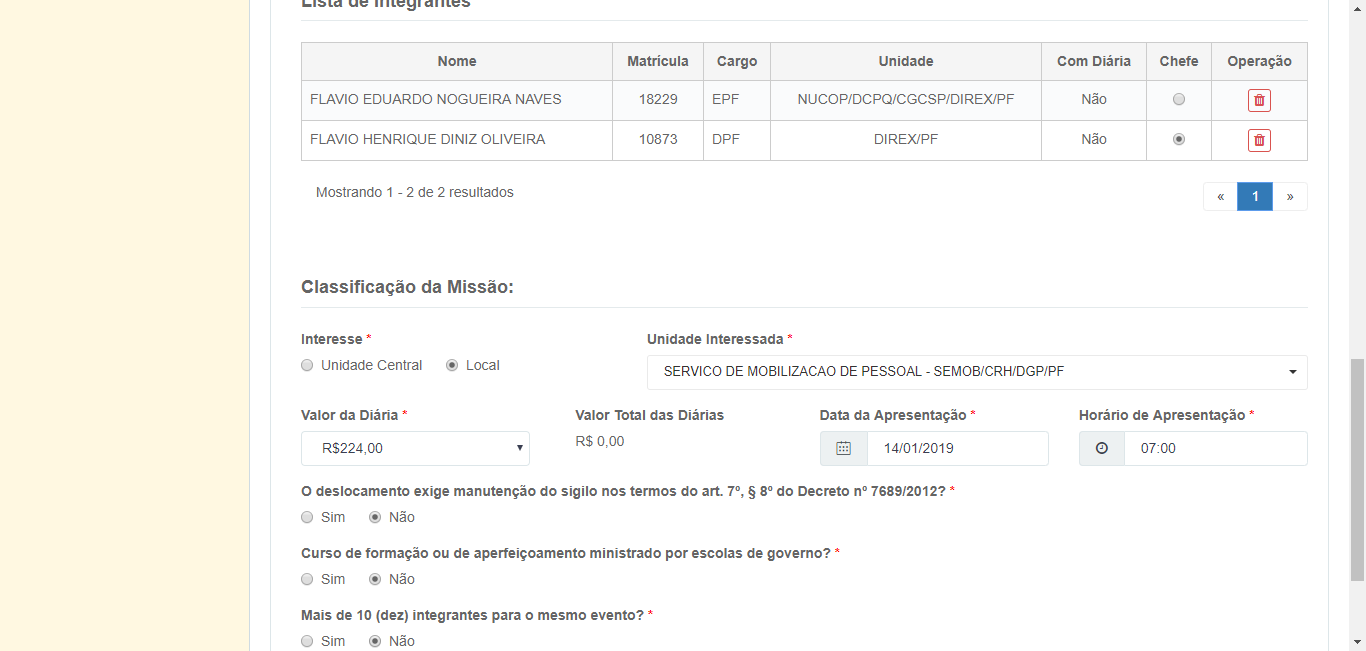 Lista de Integrantes
Nome Matrícula Cargo Unidade Com Diária Chefe Operação
FLAVIO EDUARDO NOGUEIRA NAVES 18229 EPF NUCOP/DCPQ/CGCSP/DIREX/PF Não
FLAVIO HENRIQUE DINIZ OLIVEIRA 10873 DPF DIREX/PF Não
Mostrando 1 - 2 de 2 resultados « 1 »
Classificação da Missão:
Interesse * Unidade Interessada *
Unidade Central Local SERVICO DE MOBILIZACAO DE PESSOAL - SEMOB/CRH/DGP/PF
Valor da Diária * Valor Total das Diárias Data da Apresentação * Horário de Apresentação *
R$224,00 R$ 0,00 14/01/2019 07:00
O deslocamento exige manutenção do sigilo nos termos do art. 7º, § 8º do Decreto nº 7689/2012? *
Sim Não
Curso de formação ou de aperfeiçoamento ministrado por escolas de governo? *
Sim Não
Mais de 10 (dez) integrantes para o mesmo evento? *
Sim Não